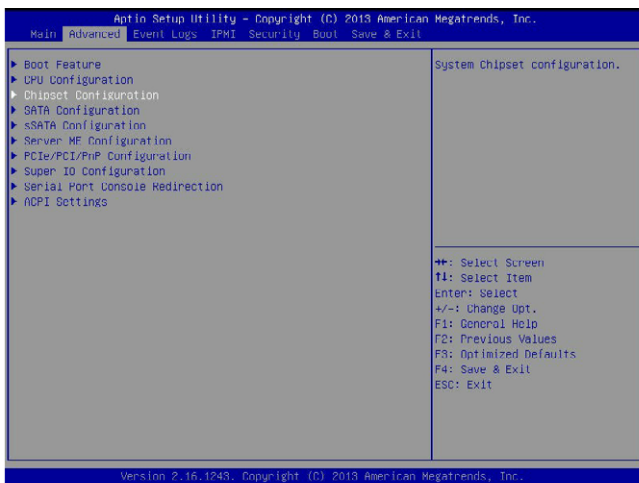 Aptio Setup Utility - Copyright (C) 2013 American Megatrends, Inc.
Main Advanced Event Logs IPMI Security Boot Save & Exit
▶ Boot Feature
▶ CPU Configuration
▶ Chipset Configuration
▶ SATA Configuration
▶ sSATA Configuration
▶ Server ME Configuration
▶ PCIe/PCI/PnP Configuration
▶ Super IO Configuration
▶ Serial Port Console Redirection
▶ ACPI Settings
System Chipset configuration.
→←: Select Screen
↑↓: Select Item
Enter: Select
+/-: Change Opt.
F1: General Help
F2: Previous Values
F3: Optimized Defaults
F4: Save & Exit
ESC: Exit
Version 2.16.1243. Copyright (C) 2013 American Megatrends, Inc.